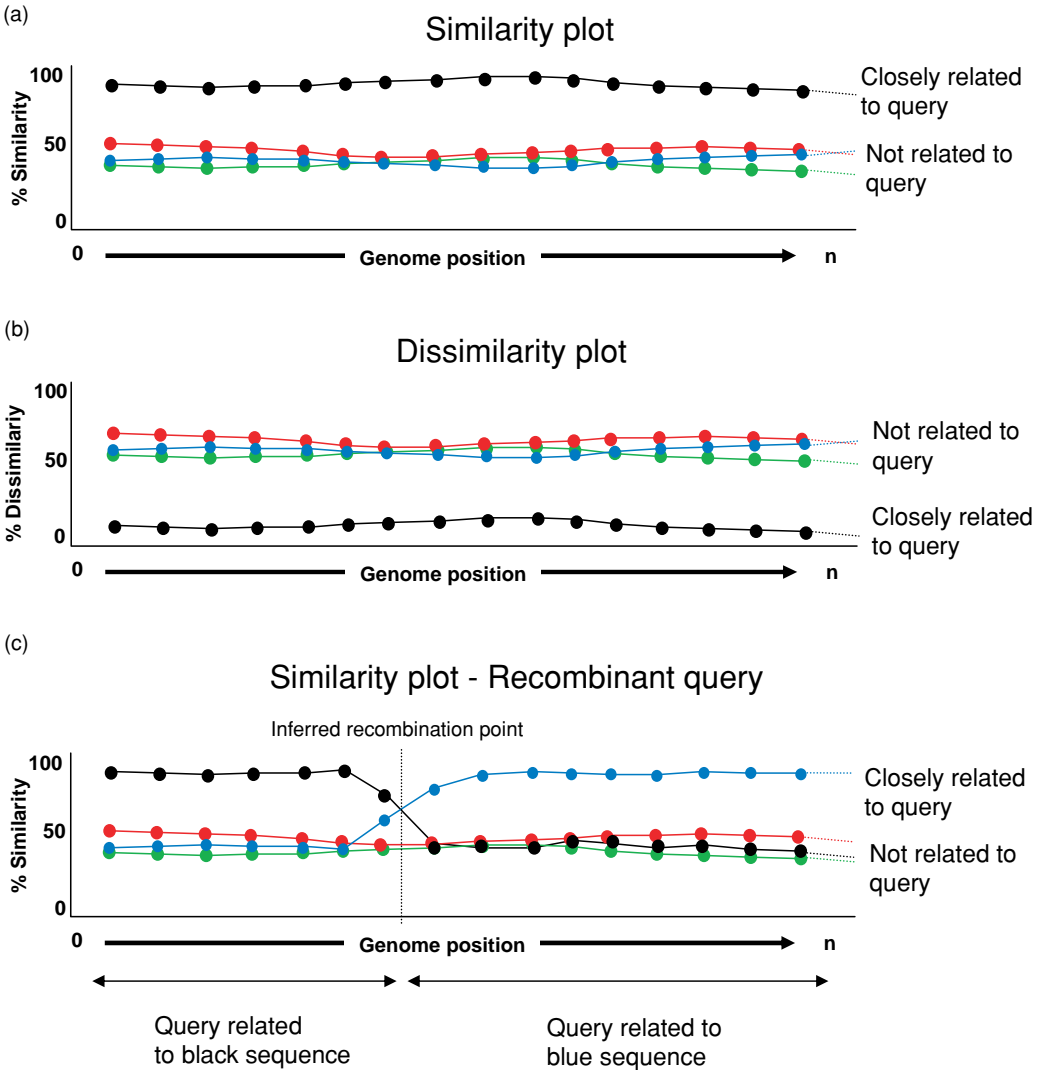 (a)
Similarity plot
100
50
0
% Similarity
Closely related
to query
Not related to
query
0
Genome position
n
(b)
Dissimilarity plot
100
50
0
% Dissimilariy
Not related to
query
Closely related
to query
0
Genome position
n
(c)
Similarity plot - Recombinant query
Inferred recombination point
100
50
0
% Similarity
Closely related
to query
Not related to
query
0
Genome position
n
Query related
to black sequence
Query related to
blue sequence